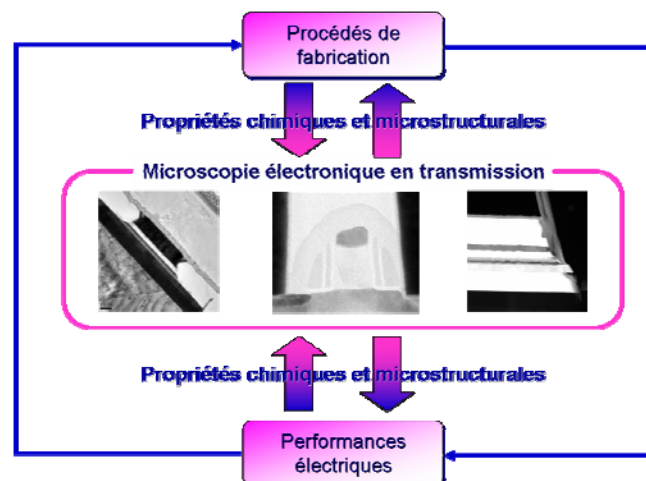 Procédés de
fabrication
Propriétés chimiques et microstructurales
Microscopie électronique en transmission
Propriétés chimiques et microstructurales
Performances
électriques